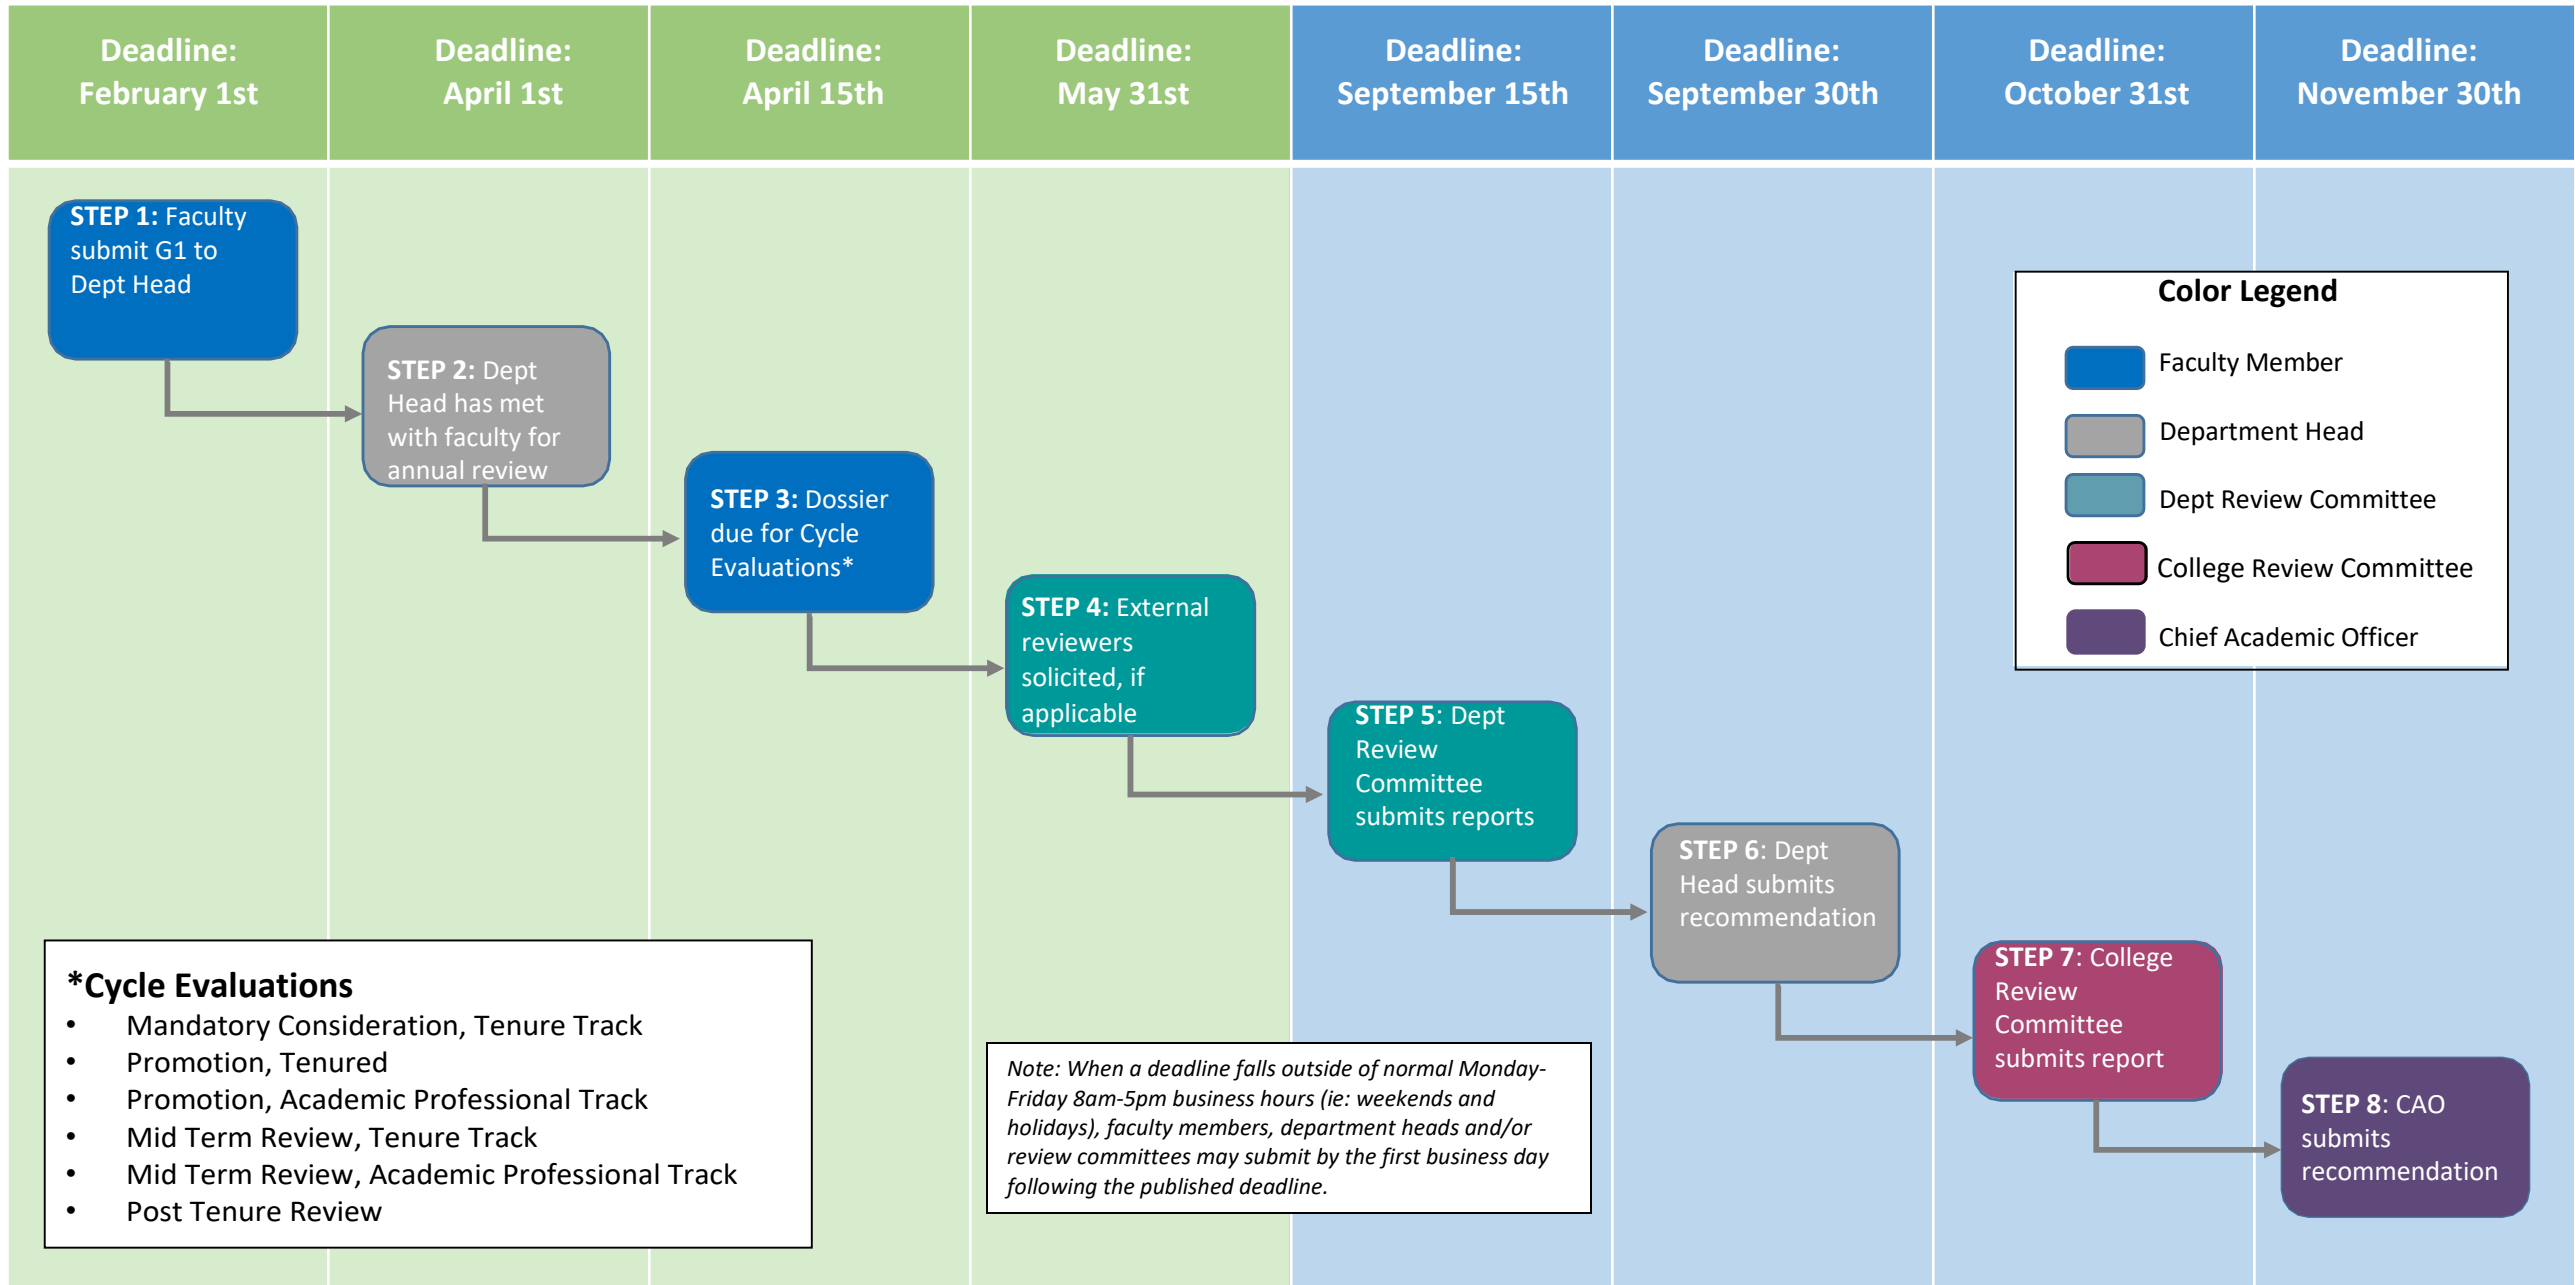 Deadline:
February 1st
Deadline:
April 1st
Deadline:
April 15th
Deadline:
May 31st
Deadline:
September 15th
Deadline:
September 30th
Deadline:
October 31st
Deadline:
November 30th
STEP 1: Faculty
submit G1 to
Dept Head
STEP 2: Dept
Head has met
with faculty for
annual review
STEP 3: Dossier
due for Cycle
Evaluations*
STEP 4: External
reviewers
solicited, if
applicable
STEP 5: Dept
Review
Committee
submits reports
STEP 6: Dept
Head submits
recommendation
STEP 7: College
Review
Committee
submits report
STEP 8: CAO
submits
recommendation
Color Legend
Faculty Member
Department Head
Dept Review Committee
College Review Committee
Chief Academic Officer
*Cycle Evaluations
• Mandatory Consideration, Tenure Track
• Promotion, Tenured
• Promotion, Academic Professional Track
• Mid Term Review, Tenure Track
• Mid Term Review, Academic Professional Track
• Post Tenure Review
Note: When a deadline falls outside of normal Monday-
Friday 8am-5pm business hours (ie: weekends and
holidays), faculty members, department heads and/or
review committees may submit by the first business day
following the published deadline.